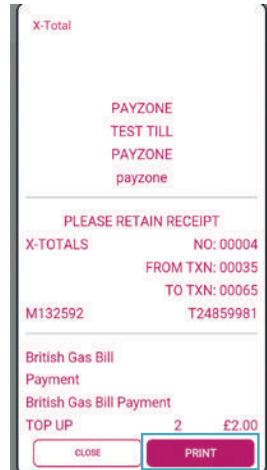 X-Total
PAYZONE
TEST TILL
PAYZONE
payzone
PLEASE RETAIN RECEIPT
X-TOTALS NO: 00004
FROM TXN: 00035
TO TXN: 00065
M132592 T24859981
British Gas Bill
Payment
British Gas Bill Payment
TOP UP 2 £2.00
CLOSE PRINT